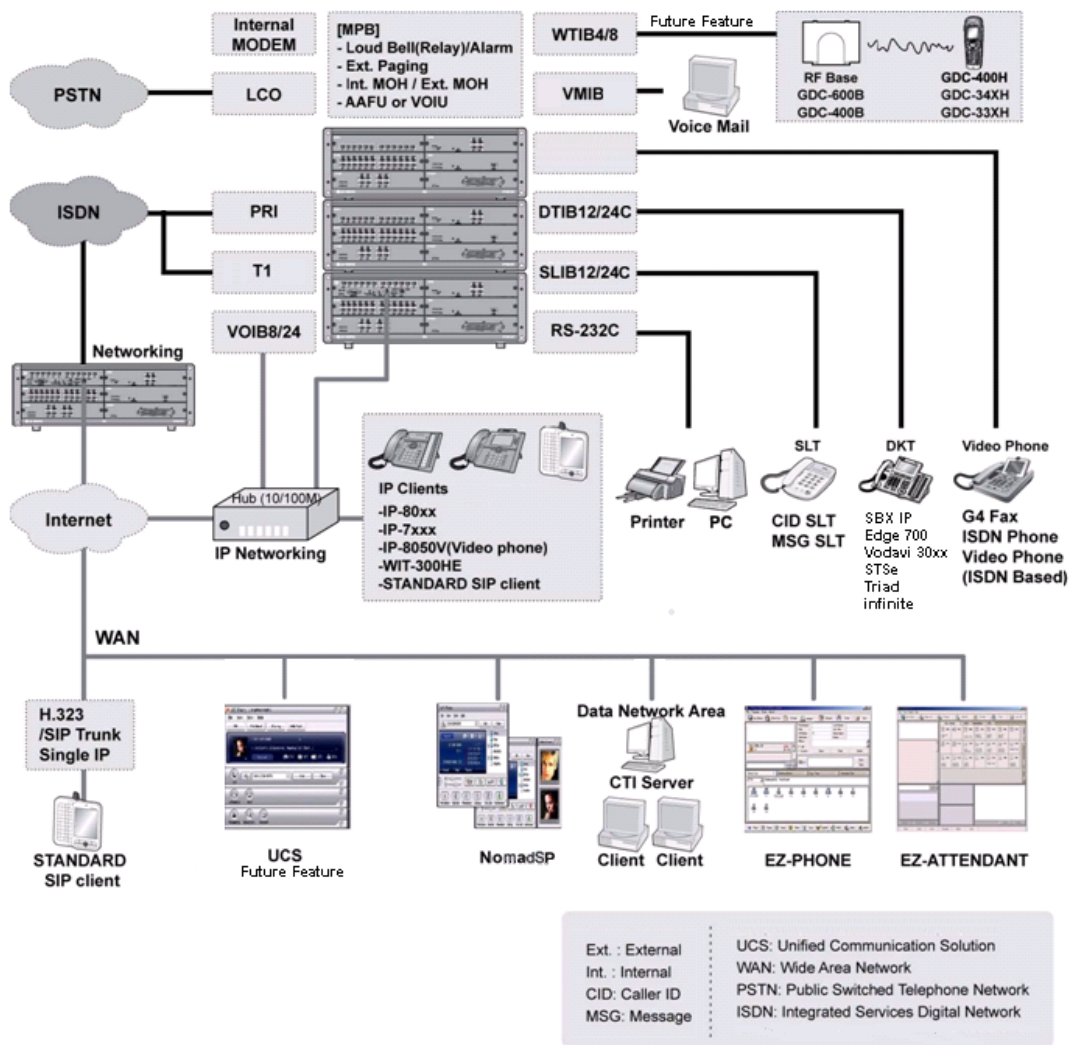 Internal
MODEM
[MPB]
- Loud Bell(Relay)/Alarm
- Ext. Paging
- Int. MOH / Ext. MOH
- AAFU or VOIU
WTIB4/8
Future Feature
RF Base
GDC-600B
GDC-400B
GDC-400H
GDC-34XH
GDC-33XH
PSTN
LCO
VMIB
Voice Mail
ISDN
PRI
DTIB12/24C
T1
SLIB12/24C
VOIB8/24
RS-232C
Networking
Internet
Hub (10/100M)
IP Networking
IP Clients
-IP-80xx
-IP-7xxx
-IP-8050V(Video phone)
-WIT-300HE
-STANDARD SIP client
Printer
PC
SLT
CID SLT
MSG SLT
DKT
SBX IP
Edge 700
Vodavi 30xx
STSe
Triad
infinite
Video Phone
G4 Fax
ISDN Phone
Video Phone
(ISDN Based)
WAN
H.323
/SIP Trunk
Single IP
STANDARD
SIP client
UCS
Future Feature
NomadSP
Data Network Area
CTI Server
Client
Client
EZ-PHONE
EZ-ATTENDANT
Ext. : External
Int. : Internal
CID: Caller ID
MSG: Message
UCS: Unified Communication Solution
WAN: Wide Area Network
PSTN: Public Switched Telephone Network
ISDN: Integrated Services Digital Network